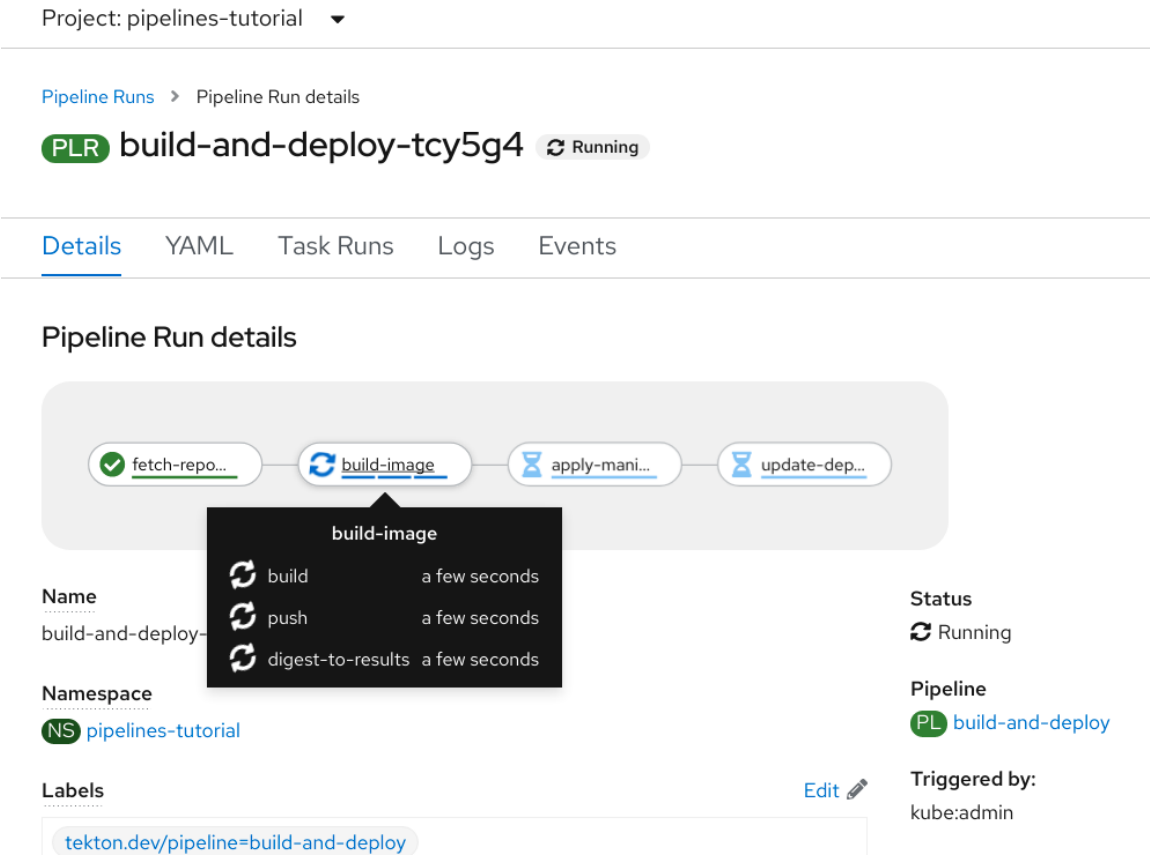 Project: pipelines-tutorial
Pipeline Runs > Pipeline Run details
PLR build-and-deploy-tcy5g4 Running
Details YAML Task Runs Logs Events
Pipeline Run details
fetch-repo... build-image apply-mani... update-dep...
build-image
build a few seconds
push a few seconds
digest-to-results a few seconds
Name
build-and-deploy-
Namespace
NS pipelines-tutorial
Labels
Edit
tekton.dev/pipeline=build-and-deploy
Status
Running
Pipeline
PL build-and-deploy
Triggered by:
kube:admin